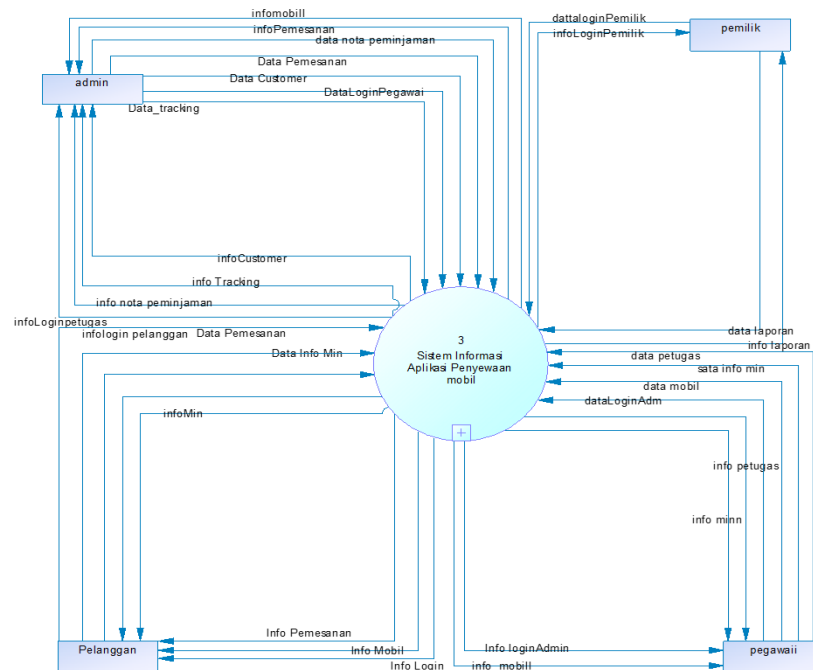 infomobill
infoPemesanan
data nota peminjaman
Data Pemesanan
Data Customer
DataLoginPegawai
Data_tracking
admin
dattaloginPemilik
infoLoginPemilik
pemilik
infoCustomer
info Tracking
info nota peminjaman
infoLoginpetugas
infologin pelanggan
Data Pemesanan
Data Info Min
infoMin
3
Sistem Informasi
Aplikasi Penyewaan
mobil
data laporan
info laporan
data petugas
sata info min
data mobil
dataLoginAdm
info petugas
info minn
Info Pemesanan
Info Mobil
Info Login
Pelanggan
Info loginAdmin
info mobill
pegawaii